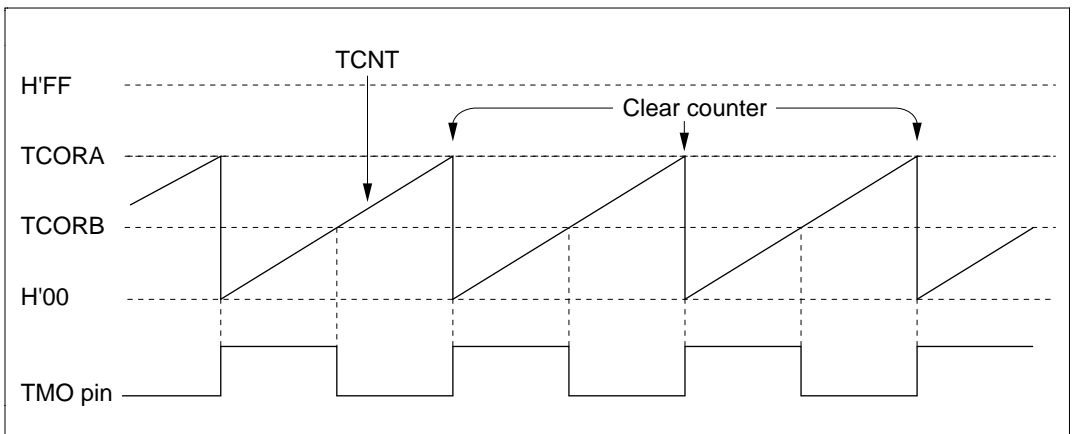 TCNT
H'FF
Clear counter
TCORA
TCORB
H'00
TMO pin